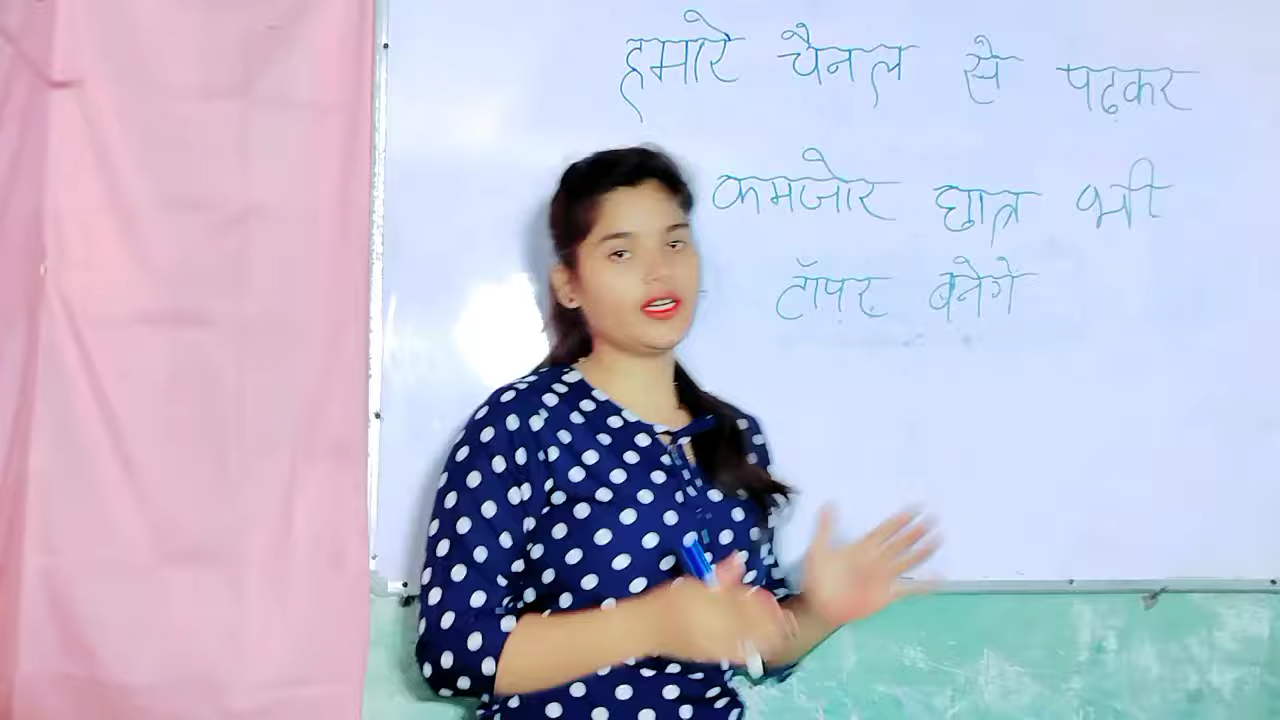 हमारे चैनल से पढ़कर
कमजोर छात्र भी
टॉपर बनेगे